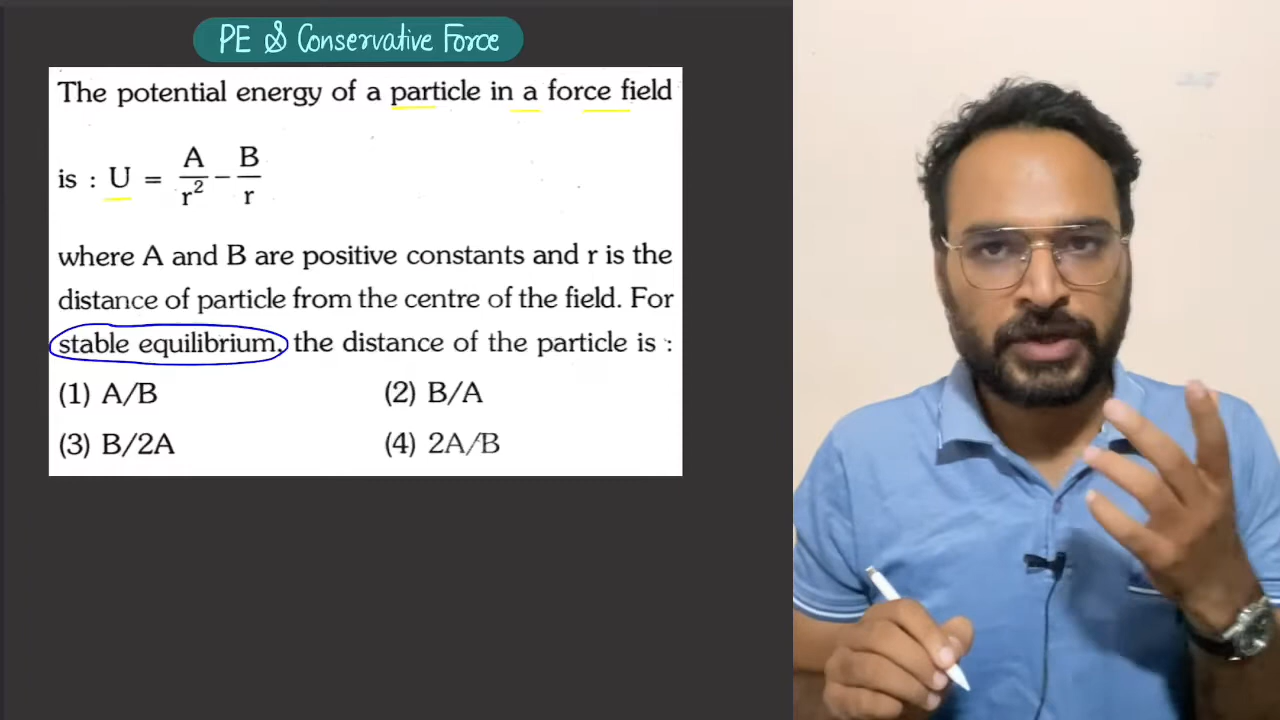 PE & Conservative Force
The potential energy of a particle in a force field
is : U = A/r² − B/r
where A and B are positive constants and r is the
distance of particle from the centre of the field. For
stable equilibrium, the distance of the particle is :
(1) A/B (2) B/A
(3) B/2A (4) 2A/B